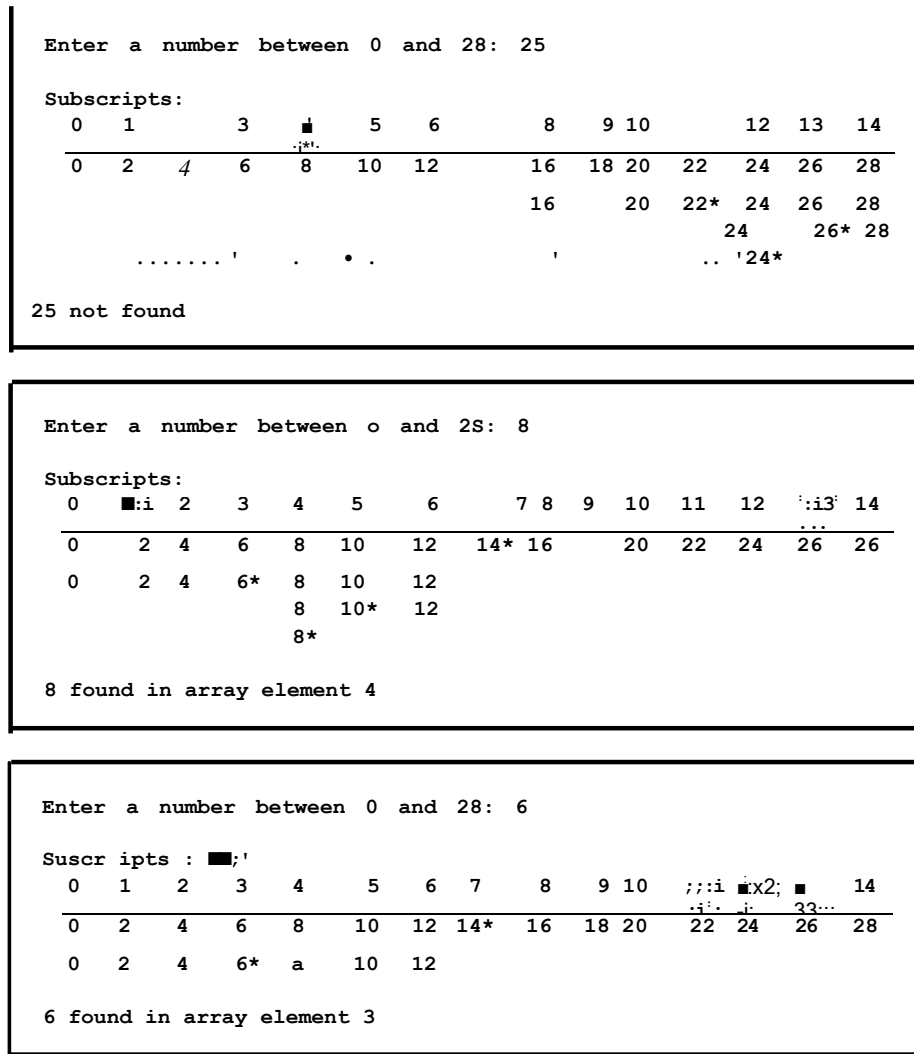 Enter a number between 0 and 28: 25
Subscripts:
0 1 3 5 6 8 9 10 12 13 14
0 2 4 6 8 10 12 16 18 20 22 24 26 28
16 20 22* 24 26 28
24 26* 28
24*
25 not found
Enter a number between o and 2S: 8
Subscripts:
0 2 3 4 5 6 7 8 9 10 11 12 14
0 2 4 6 8 10 12 14* 16 20 22 24 26 26
0 2 4 6* 8 10 12
8 10* 12
8*
8 found in array element 4
Enter a number between 0 and 28: 6
Suscr ipts :
0 1 2 3 4 5 6 7 8 9 10 14
0 2 4 6 8 10 12 14* 16 18 20 22 24 26 28
0 2 4 6* a 10 12
6 found in array element 3